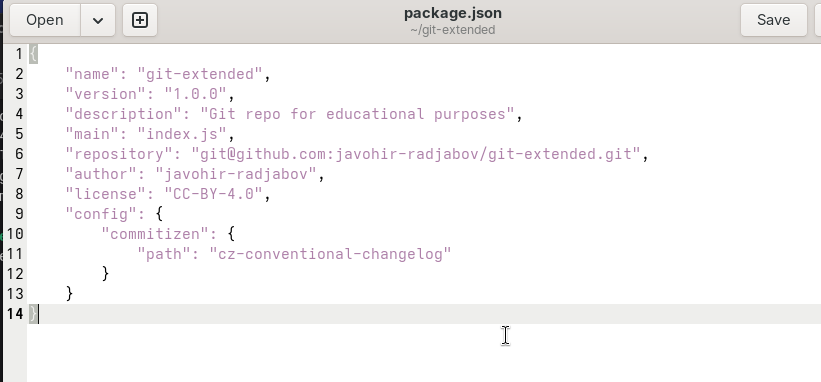 Open
package.json
~/git-extended
Save
1 {
2     "name": "git-extended",
3     "version": "1.0.0",
4     "description": "Git repo for educational purposes",
5     "main": "index.js",
6     "repository": "git@github.com:javohir-radjabov/git-extended.git",
7     "author": "javohir-radjabov",
8     "license": "CC-BY-4.0",
9     "config": {
10         "commitizen": {
11             "path": "cz-conventional-changelog"
12         }
13     }
14 }